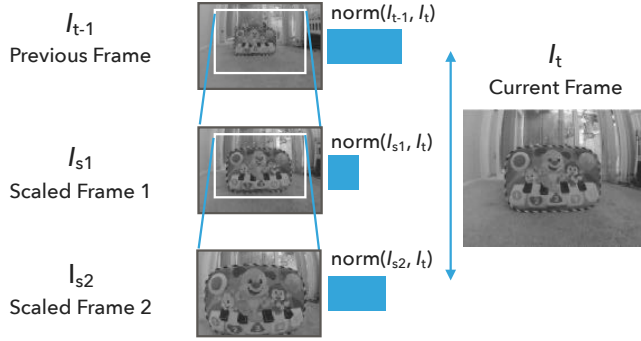 I_t-1
Previous Frame
norm(I_t-1, I_t)
I_t
Current Frame
I_s1
Scaled Frame 1
norm(I_s1, I_t)
I_s2
Scaled Frame 2
norm(I_s2, I_t)